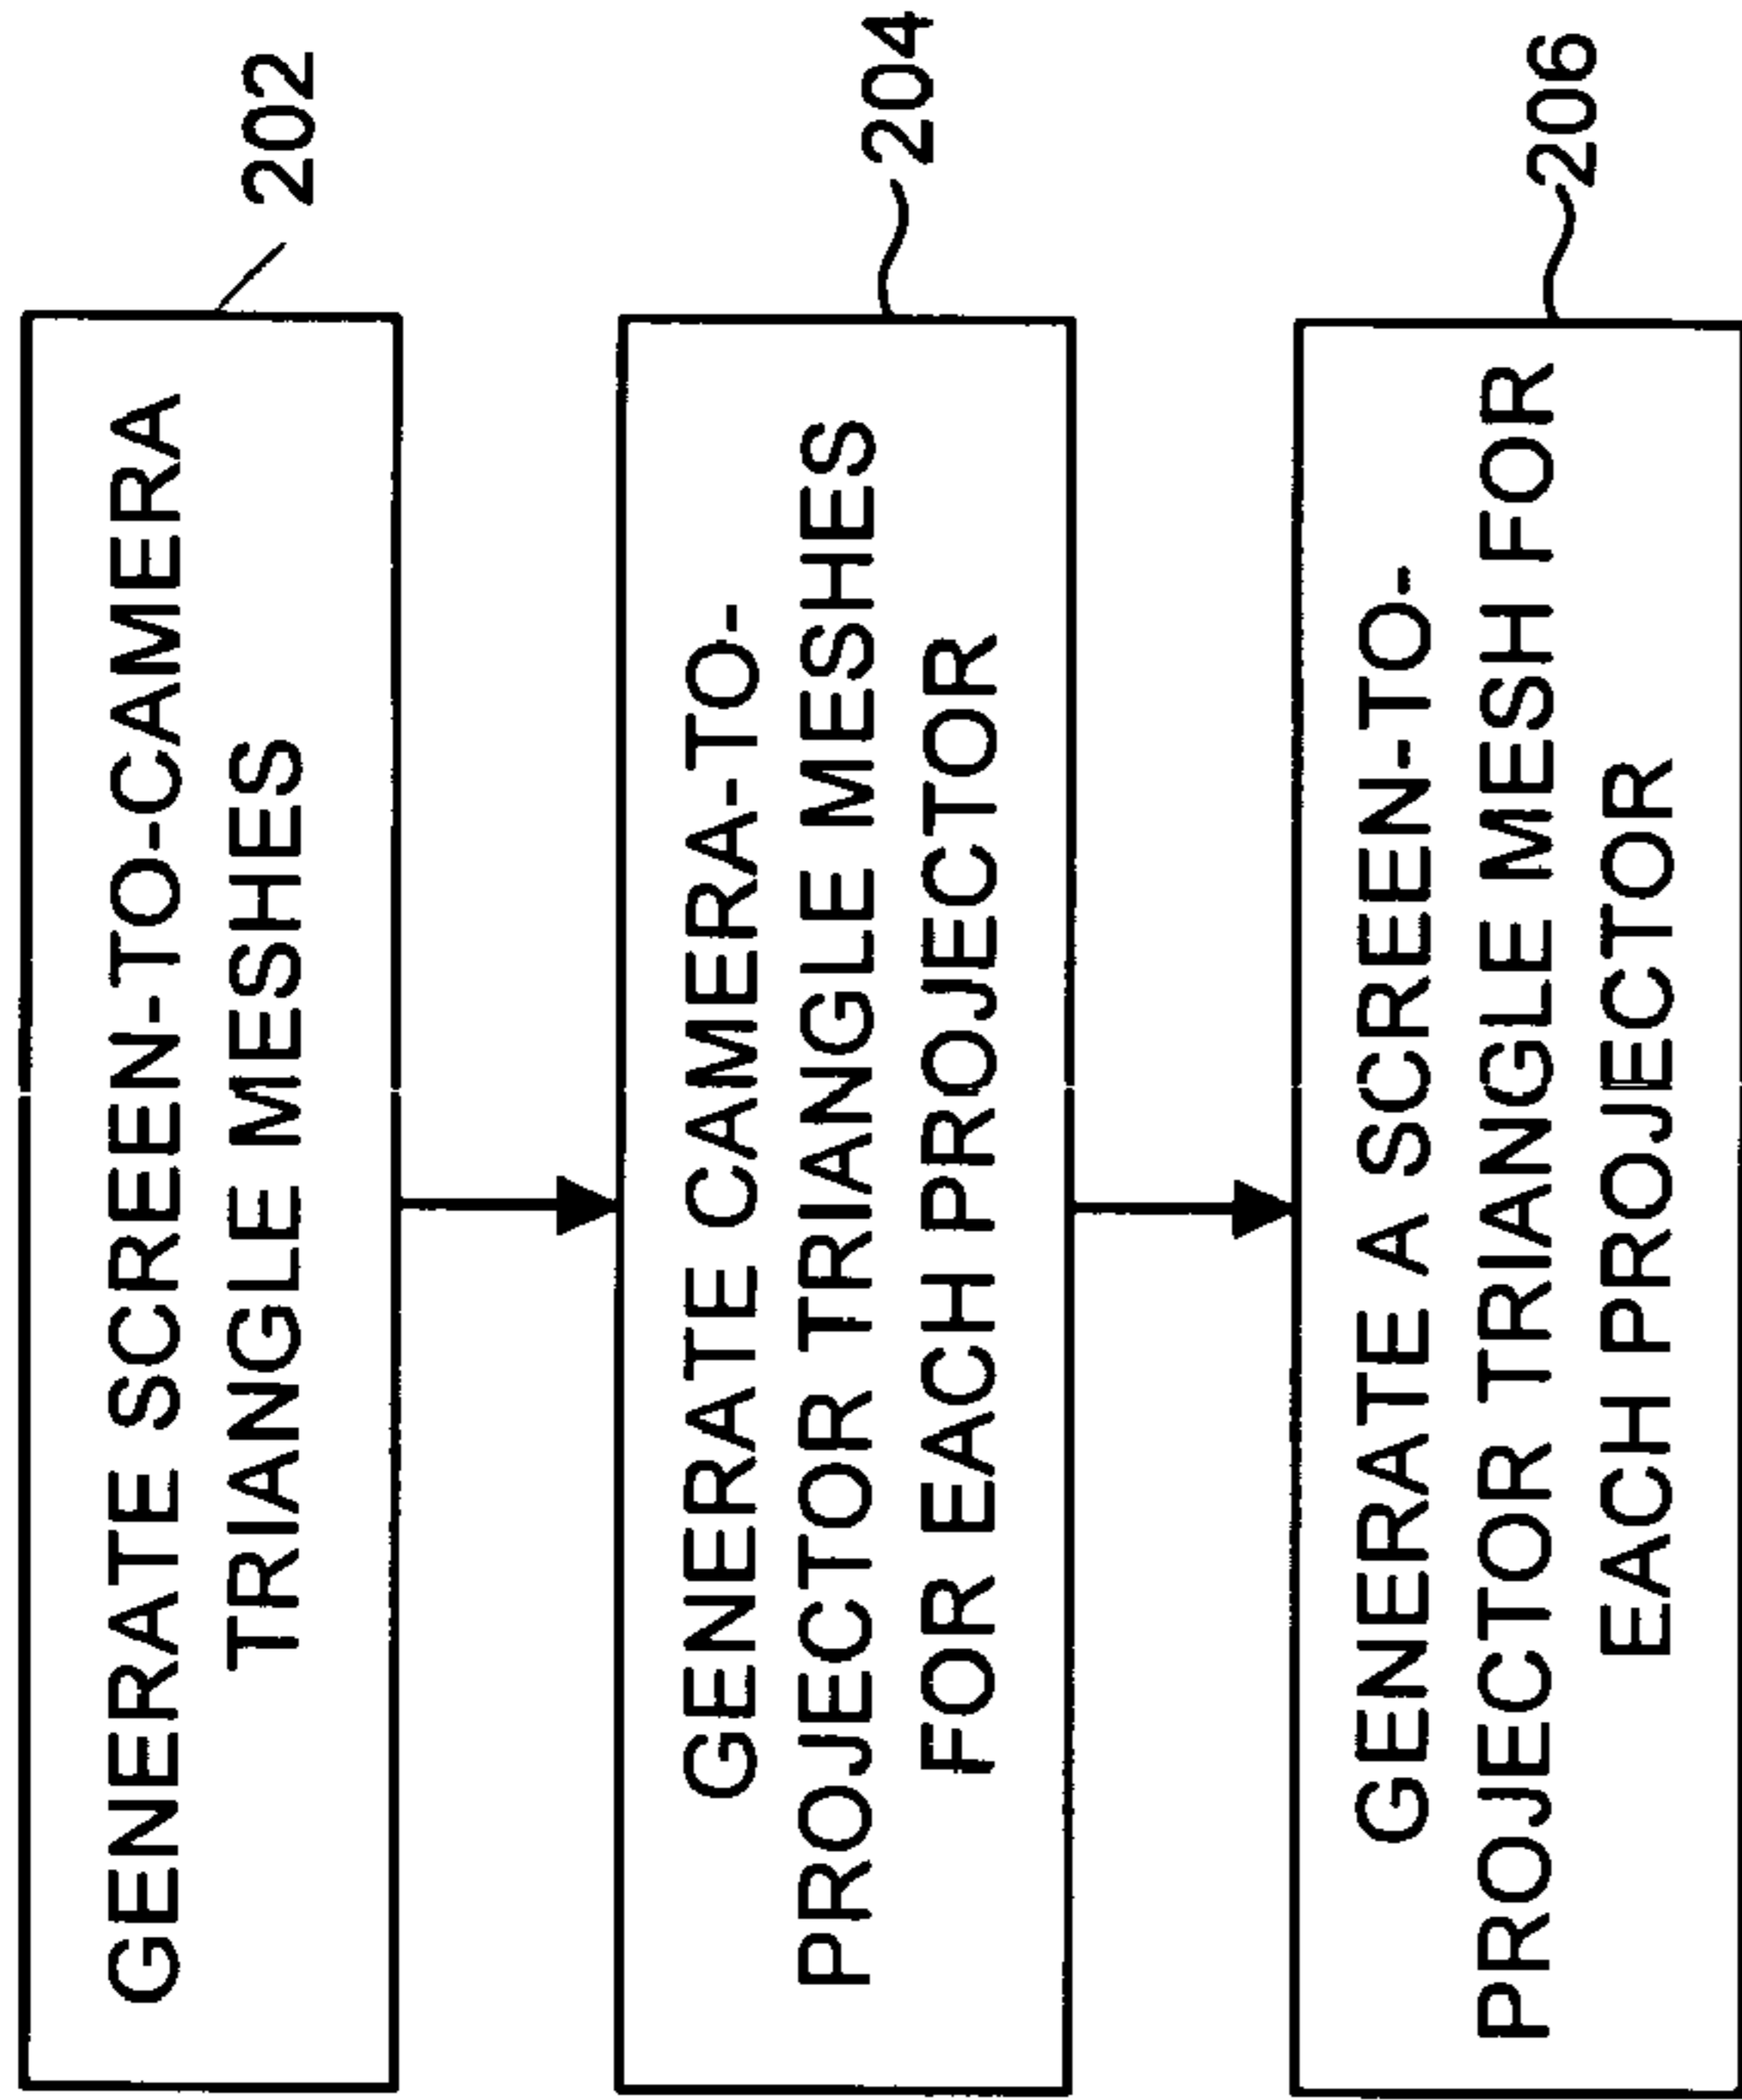 GENERATE SCREEN-TO-CAMERA
TRIANGLE MESHES
202
GENERATE CAMERA-TO-
PROJECTOR TRIANGLE MESHES
FOR EACH PROJECTOR
204
GENERATE A SCREEN-TO-
PROJECTOR TRIANGLE MESH FOR
EACH PROJECTOR
206